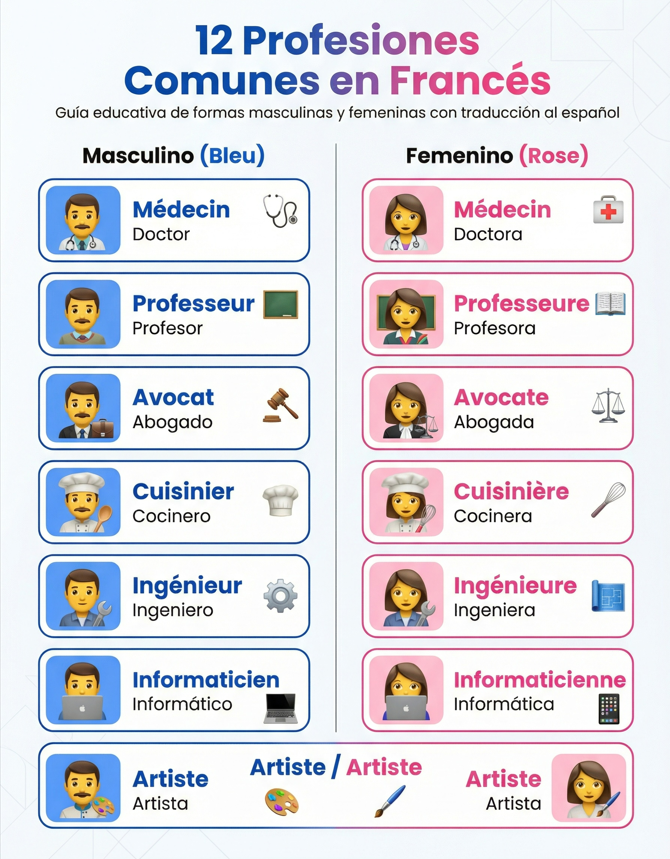 12 Profesiones
Comunes en Francés
Guía educativa de formas masculinas y femeninas con traducción al español
Masculino (Bleu)
Médecin
Doctor
Professeur
Profesor
Avocat
Abogado
Cuisinier
Cocinero
Ingénieur
Ingeniero
Informaticien
Informático
Femenino (Rose)
Médecin
Doctora
Professeure
Profesora
Avocate
Abogada
Cuisinière
Cocinera
Ingénieure
Ingeniera
Informaticienne
Informática
Artiste
Artista
Artiste / Artiste
Artiste
Artista